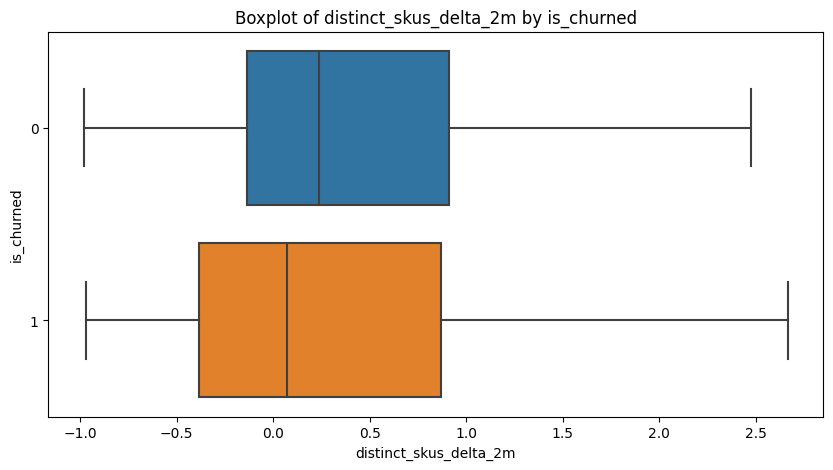 Boxplot of distinct_skus_delta_2m by is_churned
is_churned
0
1
−1.0 −0.5 0.0 0.5 1.0 1.5 2.0 2.5
distinct_skus_delta_2m